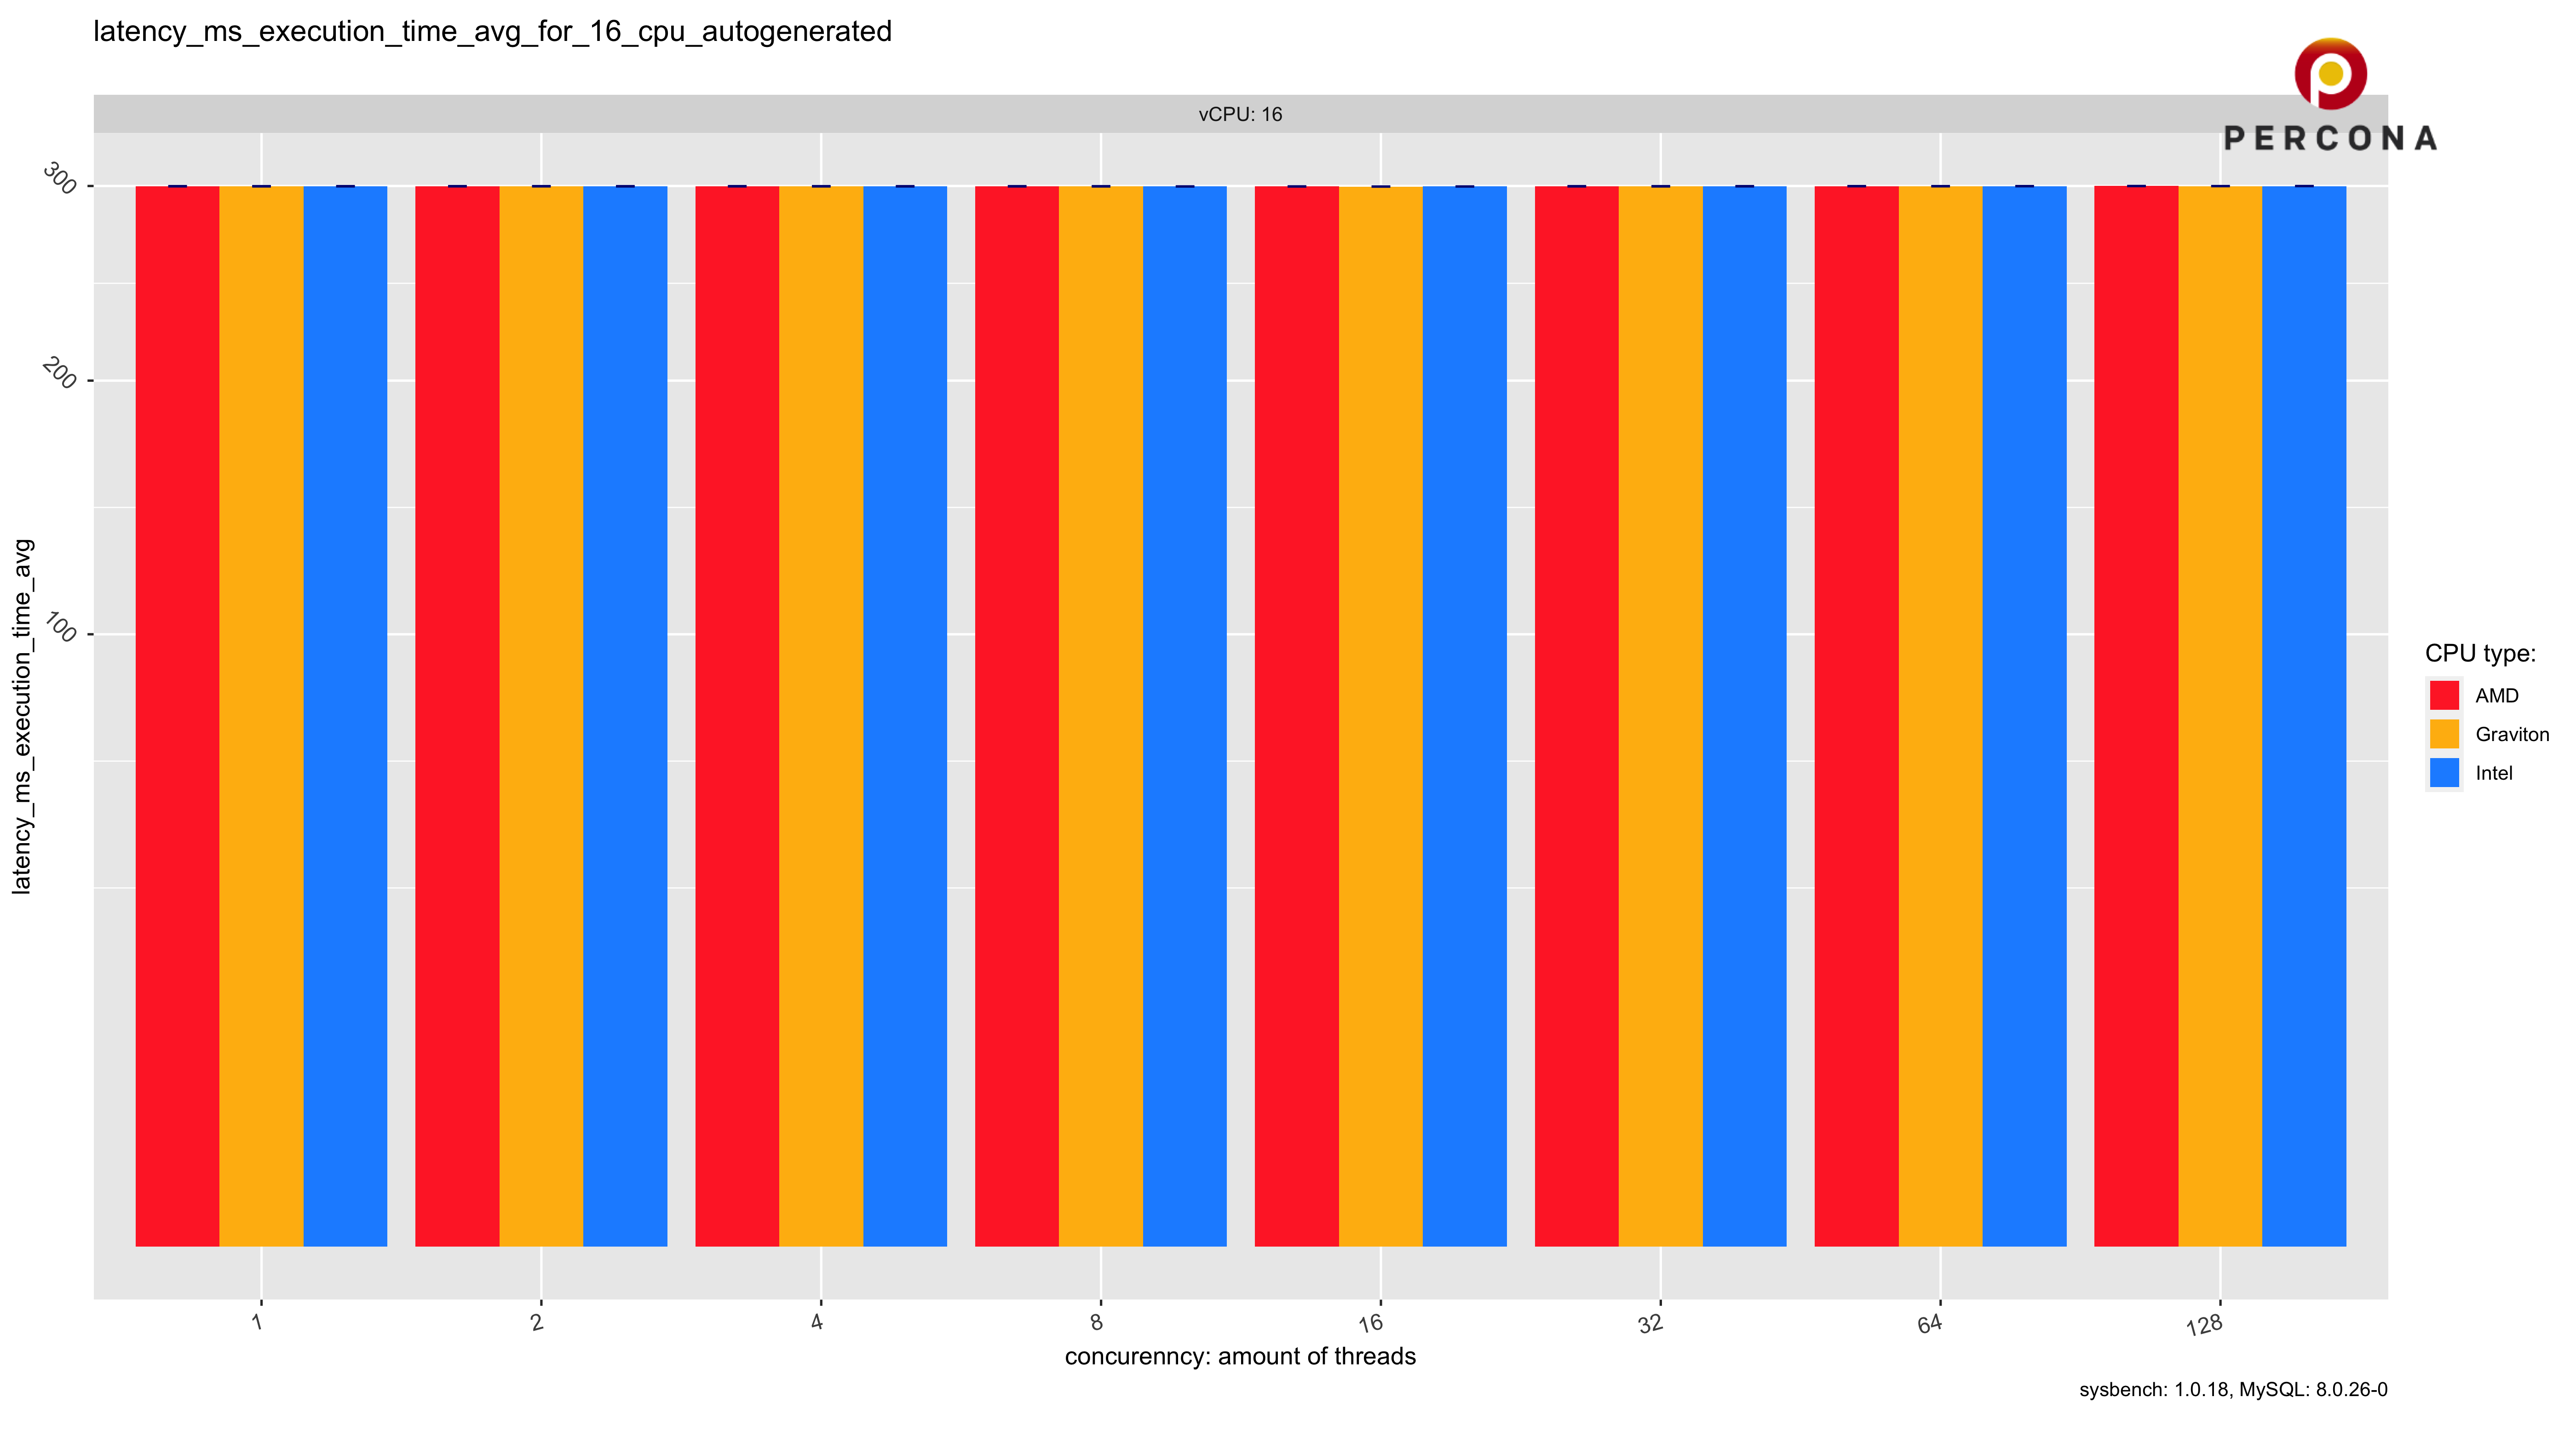 latency_ms_execution_time_avg_for_16_cpu_autogenerated
PERCONA
vCPU: 16
latency_ms_execution_time_avg
300
200
100
1
2
4
8
16
32
64
128
concurenncy: amount of threads
CPU type:
AMD
Graviton
Intel
sysbench: 1.0.18, MySQL: 8.0.26-0